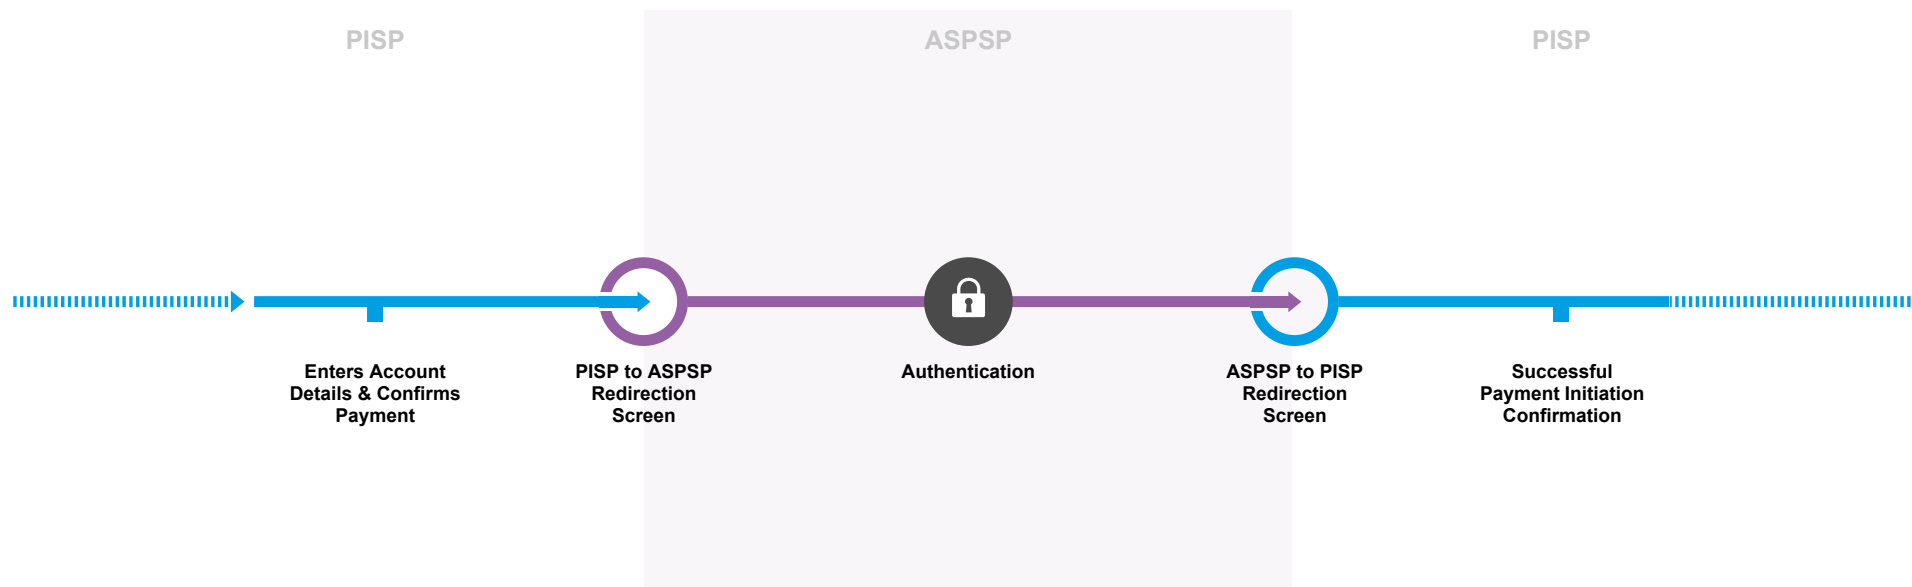 PISP
ASPSP
PISP
Enters Account
Details & Confirms
Payment
PISP to ASPSP
Redirection
Screen
Authentication
ASPSP to PISP
Redirection
Screen
Successful
Payment Initiation
Confirmation